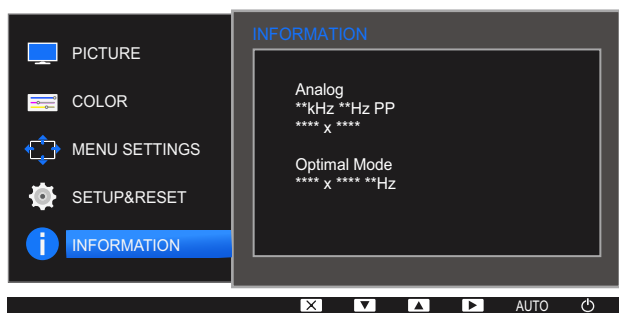 PICTURE
COLOR
MENU SETTINGS
SETUP&RESET
INFORMATION
INFORMATION
Analog
**kHz **Hz PP
**** x ****
Optimal Mode
**** x **** **Hz
AUTO